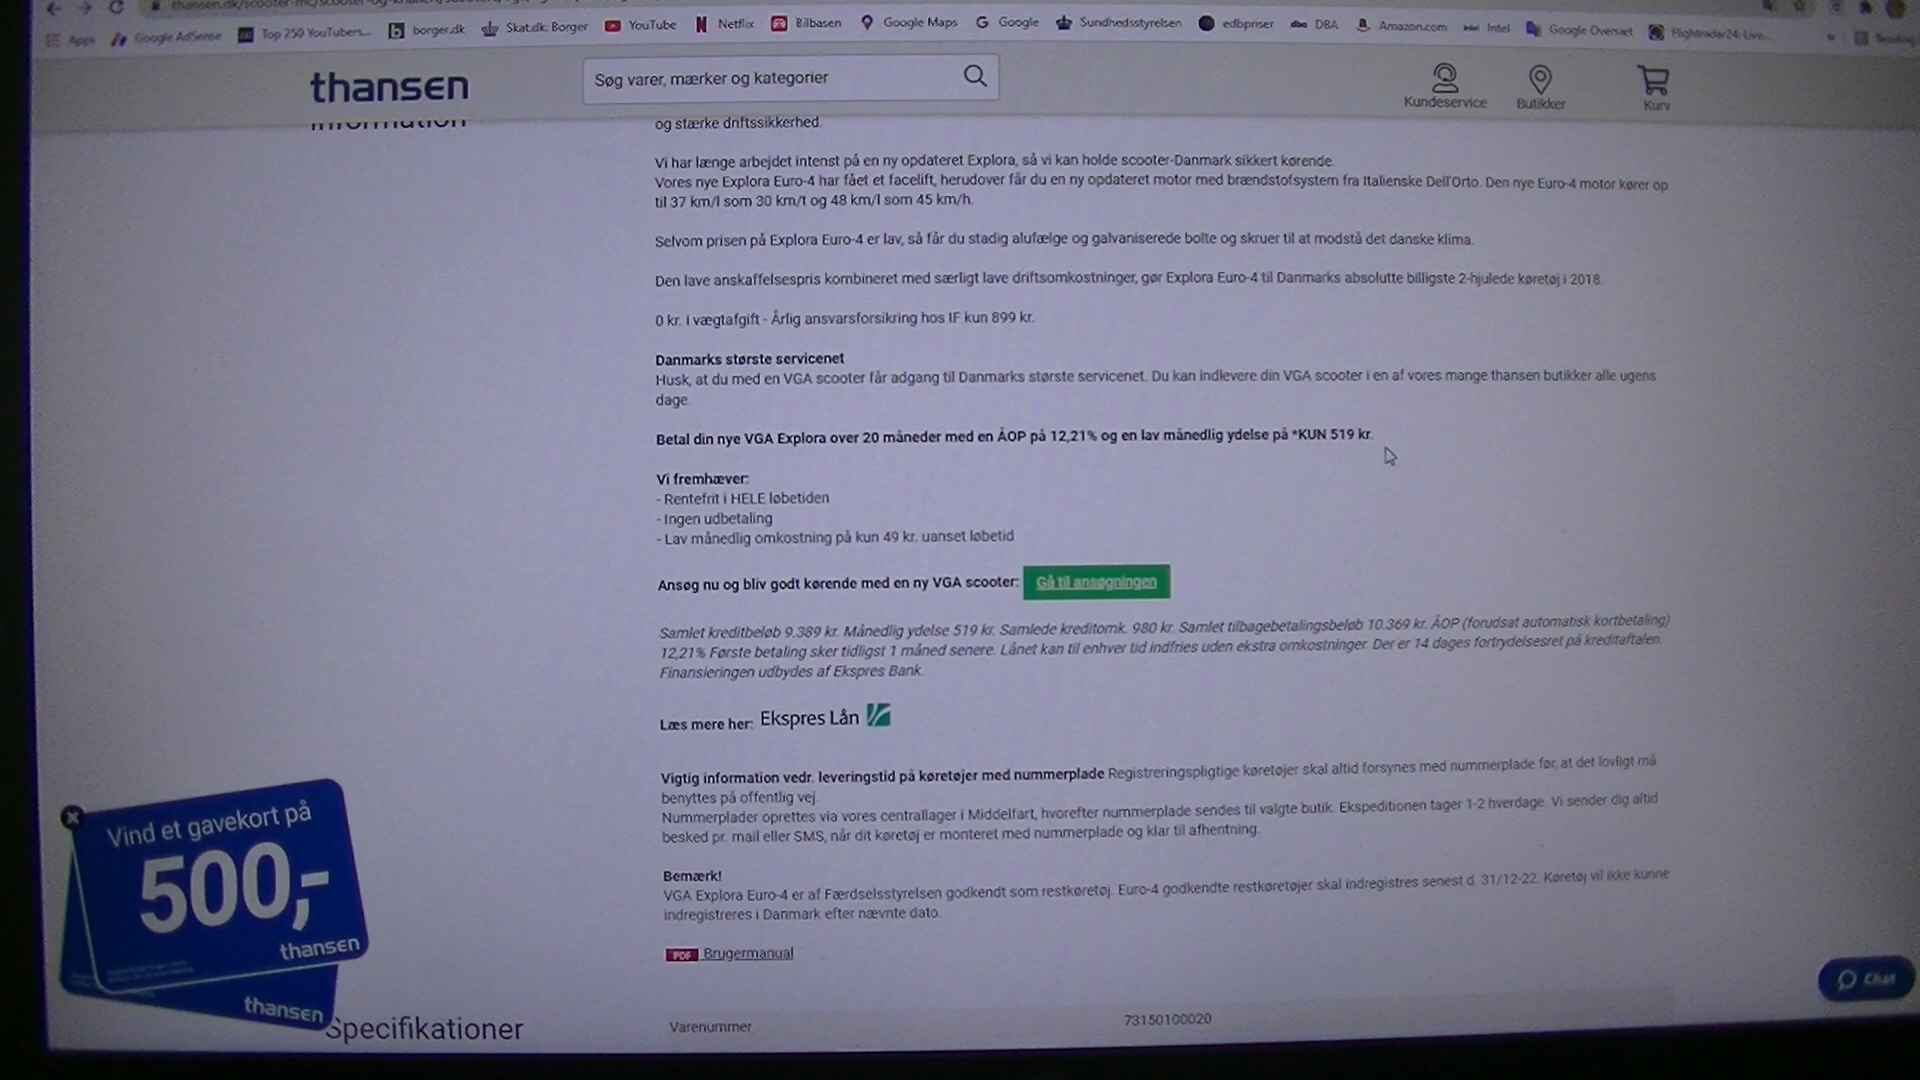 thansen.dk/scooter-mc/scooter-og-knallert/scooter
Apps Google AdSense Top 250 YouTubers... borger.dk Skat.dk: Borger YouTube Netflix Bilbasen Google Maps Google Sundhedsstyrelsen edbpriser DBA Amazon.com Intel Google Oversæt Flightradar24: Live...
thansen
Søg varer, mærker og kategorier
Kundeservice Butikker Kurv
Information
og stærke driftssikkerhed.
Vi har længe arbejdet intenst på en ny opdateret Explora, så vi kan holde scooter-Danmark sikkert kørende.
Vores nye Explora Euro-4 har fået et facelift, herudover får du en ny opdateret motor med brændstofsystem fra Italienske Dell'Orto. Den nye Euro-4 motor kører op
til 37 km/l som 30 km/t og 48 km/l som 45 km/h.
Selvom prisen på Explora Euro-4 er lav, så får du stadig alufælge og galvaniserede bolte og skruer til at modstå det danske klima.
Den lave anskaffelsespris kombineret med særligt lave driftsomkostninger, gør Explora Euro-4 til Danmarks absolutte billigste 2-hjulede køretøj i 2018.
0 kr. i vægtafgift - Årlig ansvarsforsikring hos IF kun 899 kr.
Danmarks største servicenet
Husk, at du med en VGA scooter får adgang til Danmarks største servicenet. Du kan indlevere din VGA scooter i en af vores mange thansen butikker alle ugens
dage.
Betal din nye VGA Explora over 20 måneder med en ÅOP på 12,21% og en lav månedlig ydelse på *KUN 519 kr.
Vi fremhæver:
- Rentefrit i HELE løbetiden
- Ingen udbetaling
- Lav månedlig omkostning på kun 49 kr. uanset løbetid
Ansøg nu og bliv godt kørende med en ny VGA scooter: Gå til ansøgningen
Samlet kreditbeløb 9.389 kr. Månedlig ydelse 519 kr. Samlede kreditomk. 980 kr. Samlet tilbagebetalingsbeløb 10.369 kr. ÅOP (forudsat automatisk kortbetaling)
12,21% Første betaling sker tidligst 1 måned senere. Lånet kan til enhver tid indfries uden ekstra omkostninger. Der er 14 dages fortrydelsesret på kreditaftalen.
Finansieringen udbydes af Ekspres Bank.
Læs mere her: Ekspres Lån
Vigtig information vedr. leveringstid på køretøjer med nummerplade Registreringspligtige køretøjer skal altid forsynes med nummerplade før, at det lovligt må
benyttes på offentlig vej.
Nummerplader oprettes via vores centrallager i Middelfart, hvorefter nummerplade sendes til valgte butik. Ekspeditionen tager 1-2 hverdage. Vi sender dig altid
besked pr. mail eller SMS, når dit køretøj er monteret med nummerplade og klar til afhentning.
Bemærk!
VGA Explora Euro-4 er af Færdselsstyrelsen godkendt som restkøretøj. Euro-4 godkendte restkøretøjer skal indregistres senest d. 31/12-22. Køretøj vil ikke kunne
indregistreres i Danmark efter nævnte dato.
PDF Brugermanual
Vind et gavekort på
500,-
thansen
thansen
Chat
Specifikationer
Varenummer 73150100020